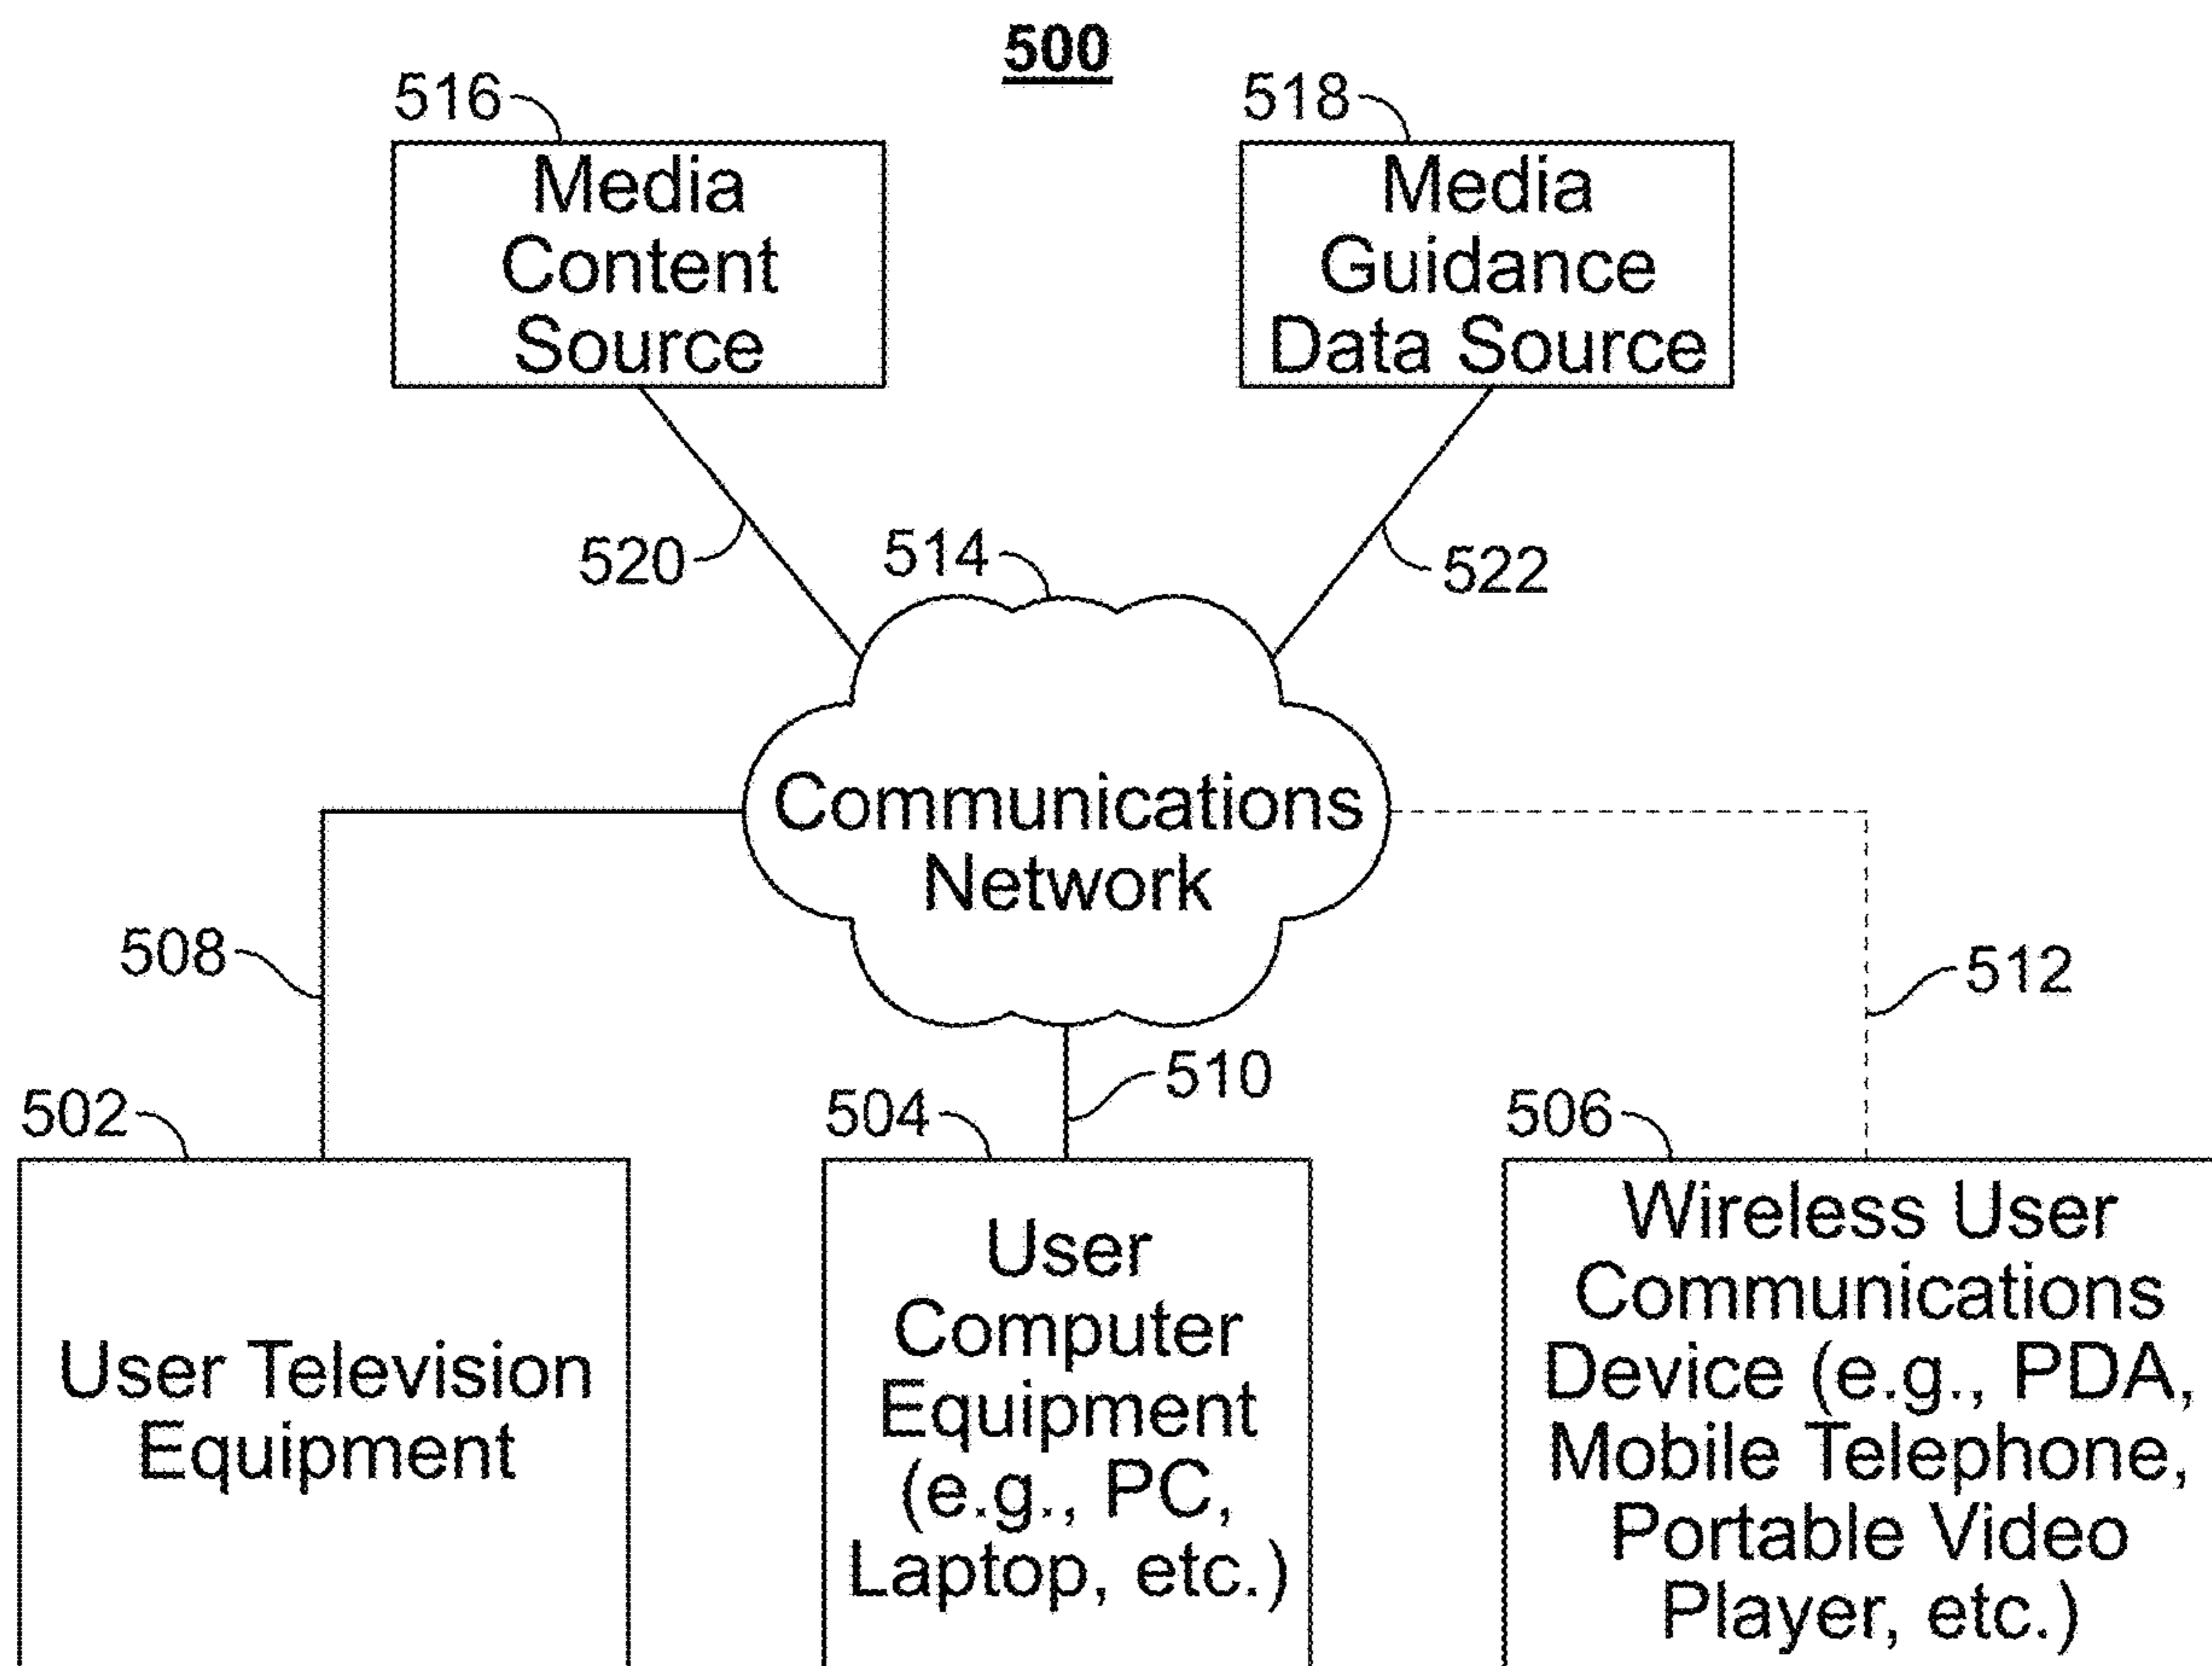 500
516
518
Media
Content
Source
Media
Guidance
Data Source
520
514
522
Communications
Network
508
512
510
502
504
506
User Television
Equipment
User
Computer
Equipment
(e.g., PC,
Laptop, etc.)
Wireless User
Communications
Device (e.g., PDA,
Mobile Telephone,
Portable Video
Player, etc.)